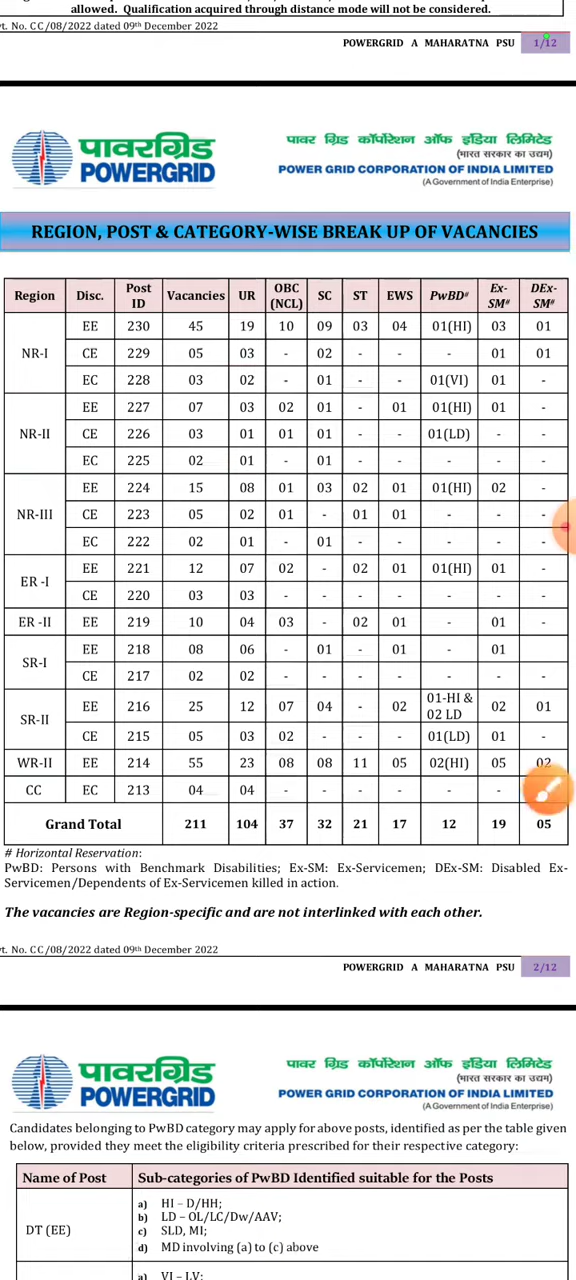 allowed. Qualification acquired through distance mode will not be considered.
t. No. CC/08/2022 dated 09th December 2022
POWERGRID A MAHARATNA PSU 1/12
पावरग्रिड
POWERGRID
पावर ग्रिड कॉर्पोरेशन ऑफ इंडिया लिमिटेड
(भारत सरकार का उद्यम)
POWER GRID CORPORATION OF INDIA LIMITED
(A Government of India Enterprise)
REGION, POST & CATEGORY-WISE BREAK UP OF VACANCIES
Region Disc. Post ID Vacancies UR OBC (NCL) SC ST EWS PwBD# Ex-SM# DEx-SM#
NR-I EE 230 45 19 10 09 03 04 01(HI) 03 01
CE 229 05 03 - 02 - - - 01 01
EC 228 03 02 - 01 - - 01(VI) 01 -
NR-II EE 227 07 03 02 01 - 01 01(HI) 01 -
CE 226 03 01 01 01 - - 01(LD) - -
EC 225 02 01 - 01 - - - - -
NR-III EE 224 15 08 01 03 02 01 01(HI) 02 -
CE 223 05 02 01 - 01 01 - - -
EC 222 02 01 - 01 - - - - -
ER -I EE 221 12 07 02 - 02 01 01(HI) 01 -
CE 220 03 03 - - - - - - -
ER -II EE 219 10 04 03 - 02 01 - 01 -
SR-I EE 218 08 06 - 01 - 01 - 01
CE 217 02 02 - - - - - - -
SR-II EE 216 25 12 07 04 - 02 01-HI & 02 LD 02 01
CE 215 05 03 02 - - - 01(LD) 01 -
WR-II EE 214 55 23 08 08 11 05 02(HI) 05 02
CC EC 213 04 04 - - - - - -
Grand Total 211 104 37 32 21 17 12 19 05
# Horizontal Reservation:
PwBD: Persons with Benchmark Disabilities; Ex-SM: Ex-Servicemen; DEx-SM: Disabled Ex-
Servicemen/Dependents of Ex-Servicemen killed in action.
The vacancies are Region-specific and are not interlinked with each other.
t. No. CC/08/2022 dated 09th December 2022
POWERGRID A MAHARATNA PSU 2/12
पावरग्रिड
POWERGRID
पावर ग्रिड कॉर्पोरेशन ऑफ इंडिया लिमिटेड
(भारत सरकार का उद्यम)
POWER GRID CORPORATION OF INDIA LIMITED
(A Government of India Enterprise)
Candidates belonging to PwBD category may apply for above posts, identified as per the table given
below, provided they meet the eligibility criteria prescribed for their respective category:
Name of Post Sub-categories of PwBD Identified suitable for the Posts
DT (EE)
a) HI – D/HH;
b) LD – OL/LC/Dw/AAV;
c) SLD, MI;
d) MD involving (a) to (c) above
a) VI – LV;